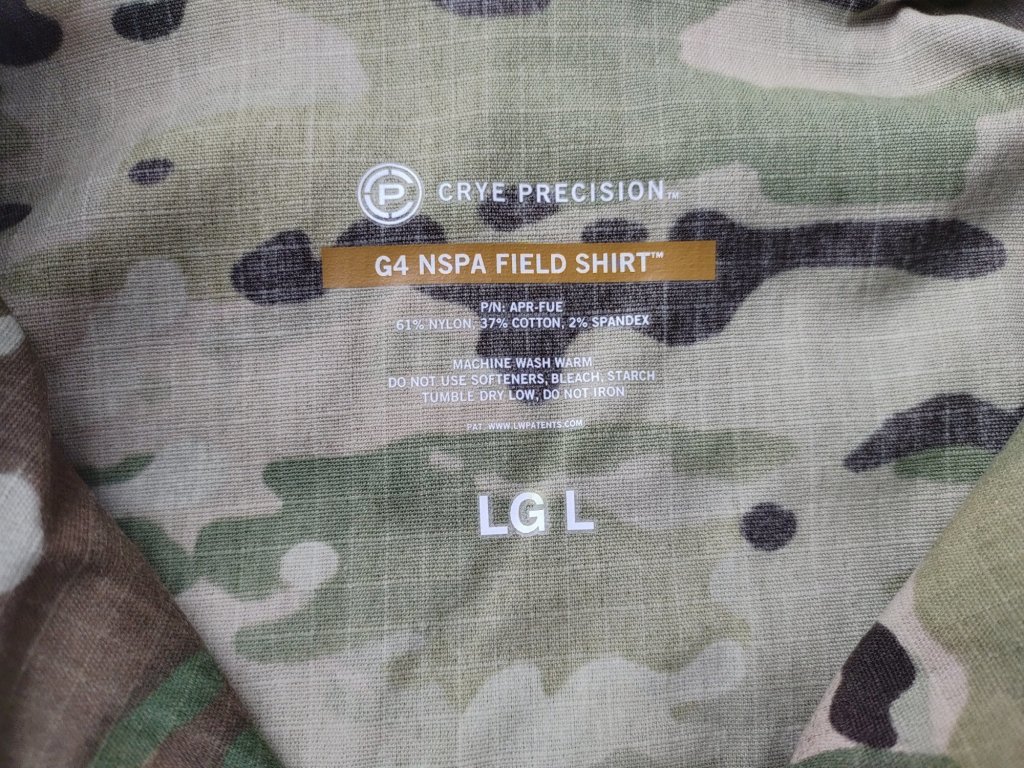 CP CRYE PRECISION™
G4 NSPA FIELD SHIRT™
P/N: APR-FUE
61% NYLON, 37% COTTON, 2% SPANDEX
MACHINE WASH WARM
DO NOT USE SOFTENERS, BLEACH, STARCH
TUMBLE DRY LOW, DO NOT IRON
PAT. WWW.LWPATENTS.COM
LG L